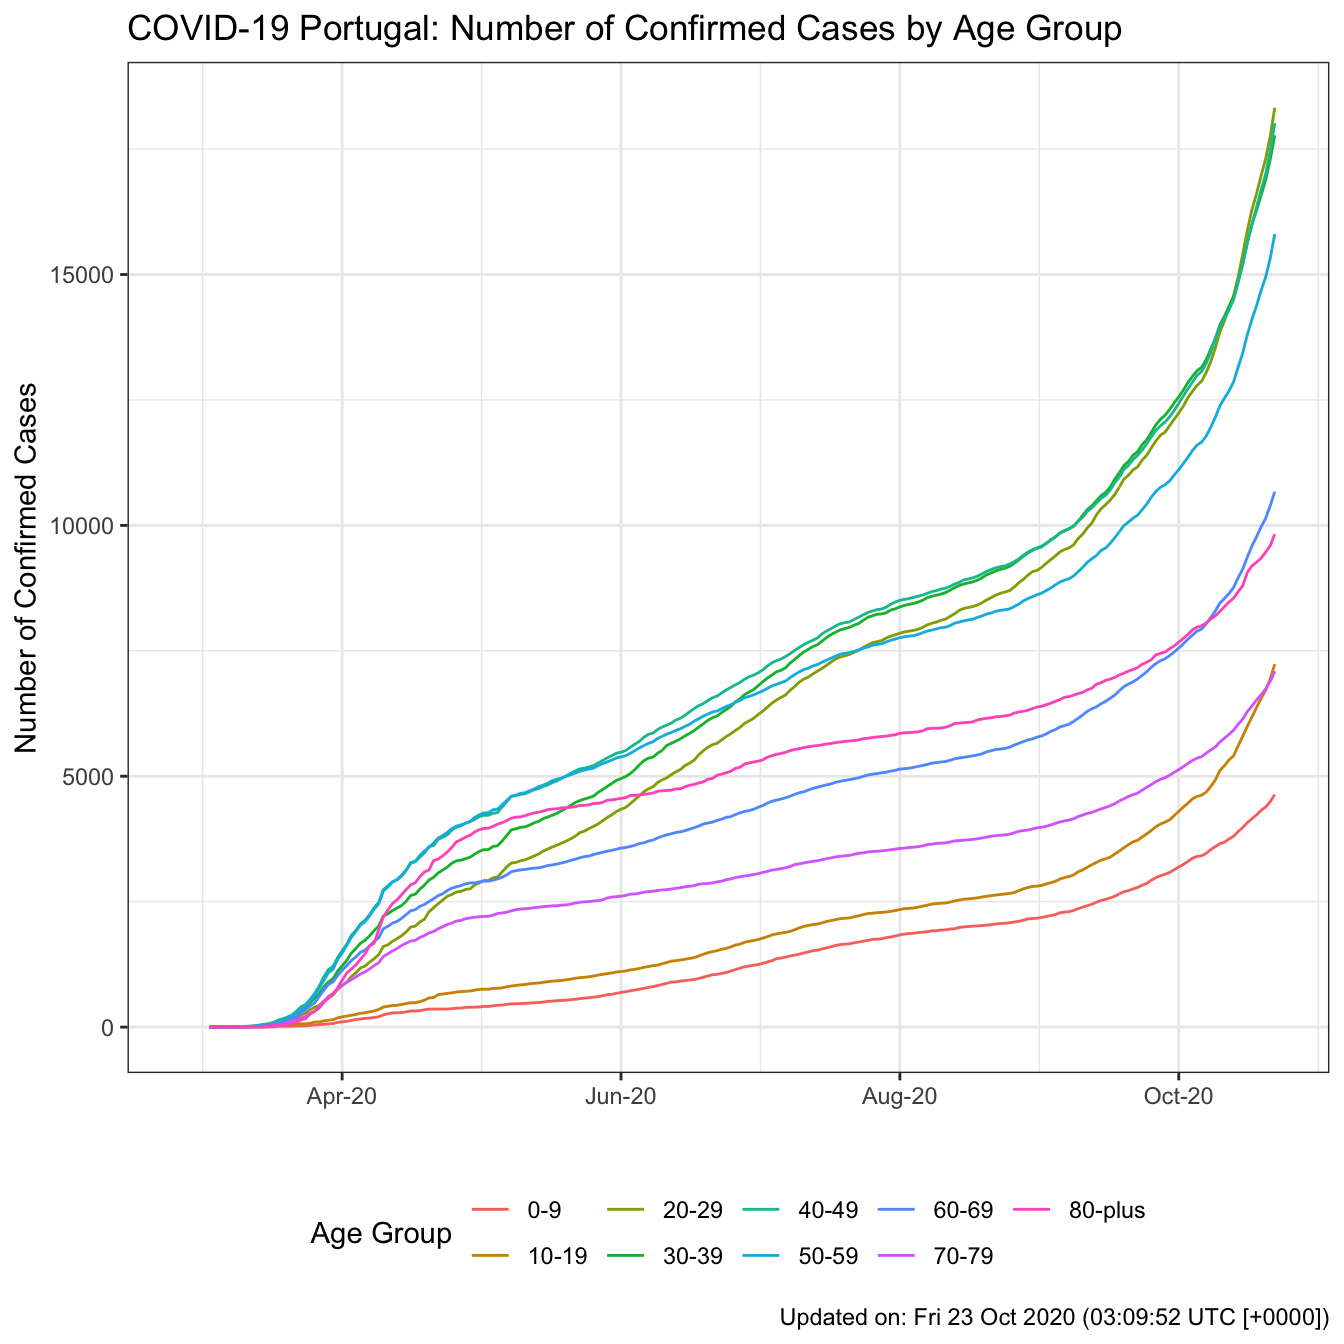 COVID-19 Portugal: Number of Confirmed Cases by Age Group
Number of Confirmed Cases
15000
10000
5000
0
Apr-20 Jun-20 Aug-20 Oct-20
Age Group
0-9 20-29 40-49 60-69 80-plus
10-19 30-39 50-59 70-79
Updated on: Fri 23 Oct 2020 (03:09:52 UTC [+0000])